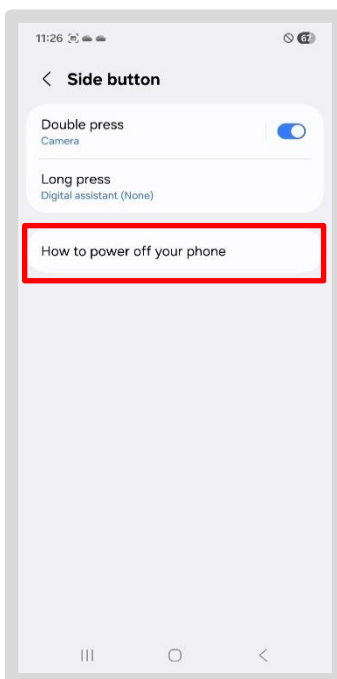 11:26
67
Side button
Double press
Camera
Long press
Digital assistant (None)
How to power off your phone